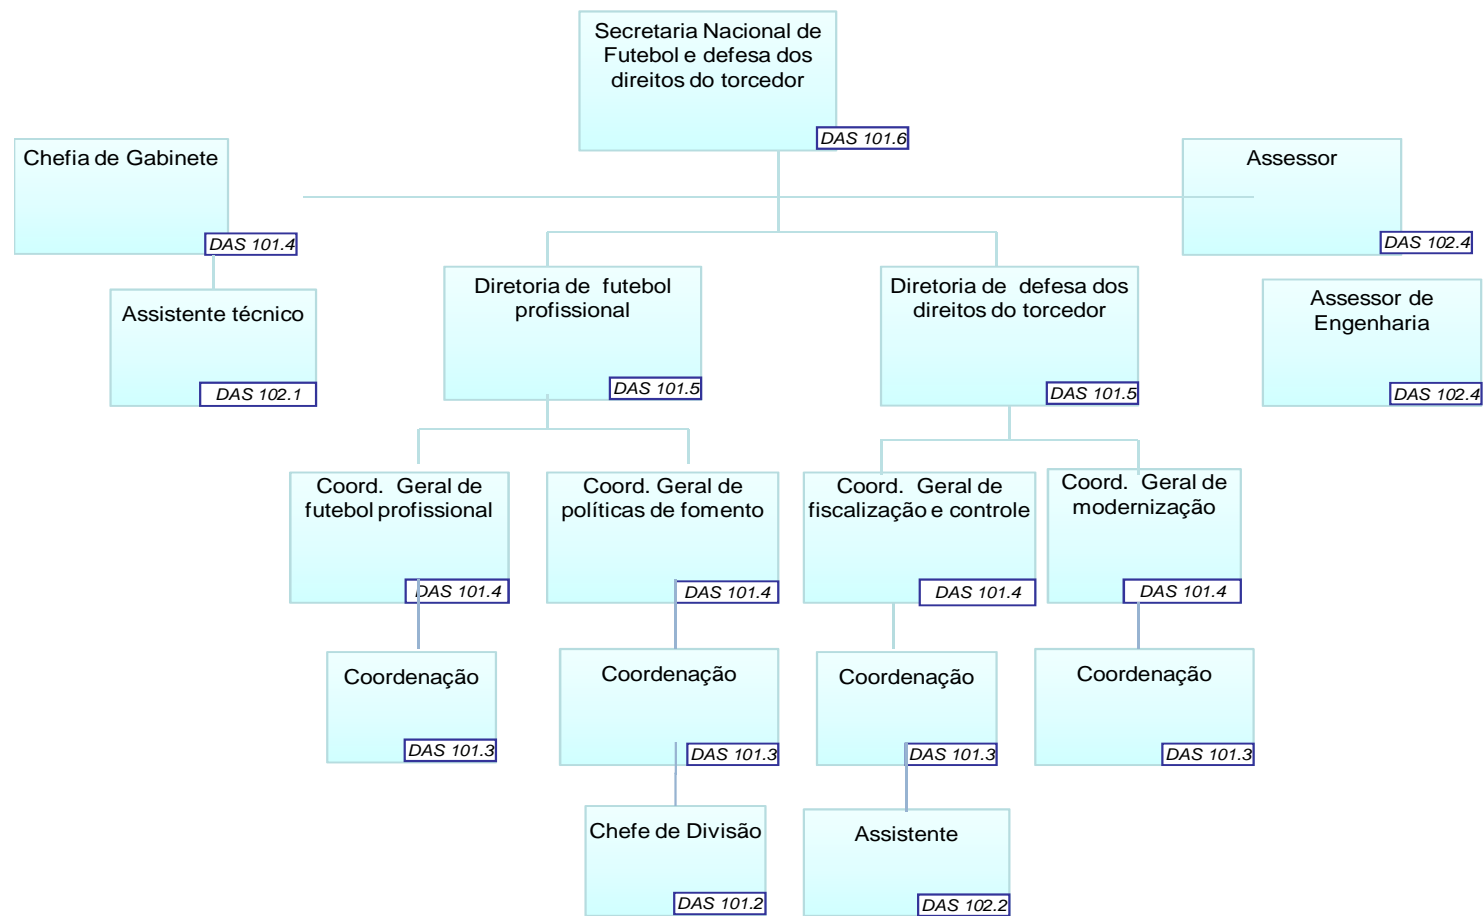 Secretaria Nacional de
Futebol e defesa dos
direitos do torcedor
DAS 101.6
Chefia de Gabinete
DAS 101.4
Assessor
DAS 102.4
Assistente técnico
DAS 102.1
Diretoria de futebol
profissional
DAS 101.5
Diretoria de defesa dos
direitos do torcedor
DAS 101.5
Assessor de
Engenharia
DAS 102.4
Coord. Geral de
futebol profissional
DAS 101.4
Coord. Geral de
políticas de fomento
DAS 101.4
Coord. Geral de
fiscalização e controle
DAS 101.4
Coord. Geral de
modernização
DAS 101.4
Coordenação
DAS 101.3
Coordenação
DAS 101.3
Coordenação
DAS 101.3
Coordenação
DAS 101.3
Chefe de Divisão
DAS 101.2
Assistente
DAS 102.2